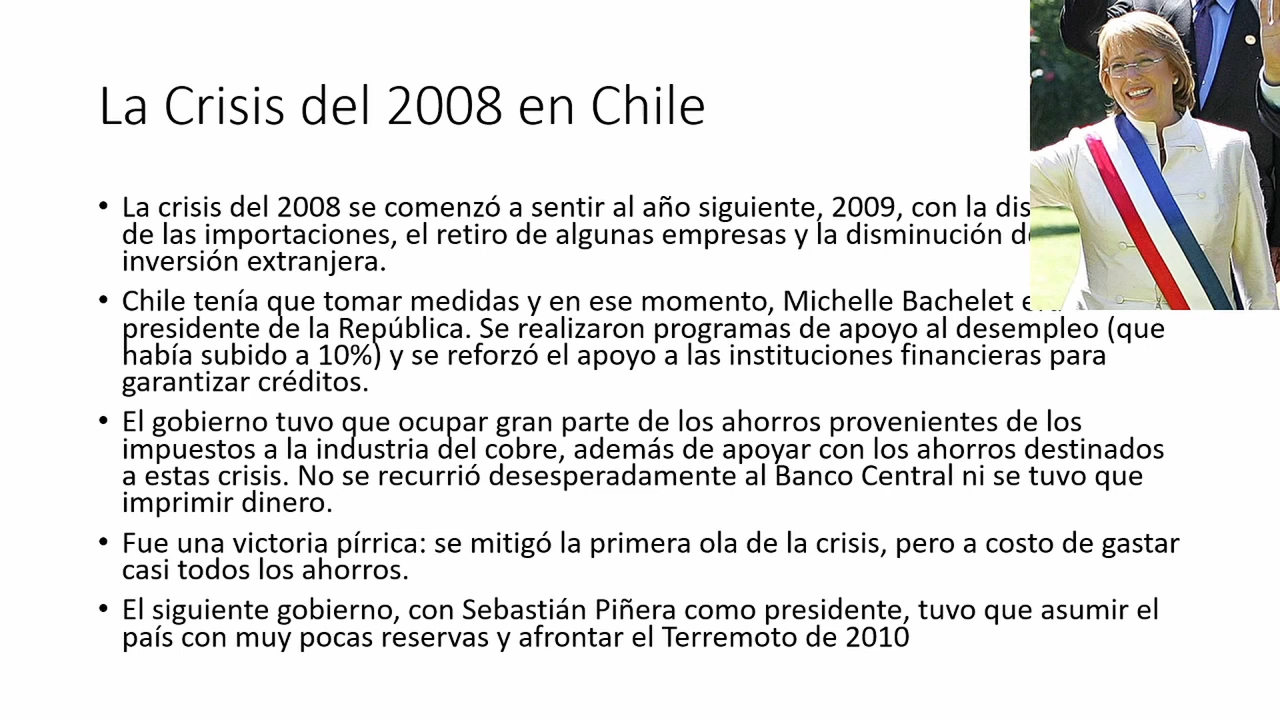 La Crisis del 2008 en Chile
• La crisis del 2008 se comenzó a sentir al año siguiente, 2009, con la
de las importaciones, el retiro de algunas empresas y la disminución
inversión extranjera.
• Chile tenía que tomar medidas y en ese momento, Michelle Bachelet
presidente de la República. Se realizaron programas de apoyo al desempleo (que
había subido a 10%) y se reforzó el apoyo a las instituciones financieras para
garantizar créditos.
• El gobierno tuvo que ocupar gran parte de los ahorros provenientes de los
impuestos a la industria del cobre, además de apoyar con los ahorros destinados
a estas crisis. No se recurrió desesperadamente al Banco Central ni se tuvo que
imprimir dinero.
• Fue una victoria pírrica: se mitigó la primera ola de la crisis, pero a costo de gastar
casi todos los ahorros.
• El siguiente gobierno, con Sebastián Piñera como presidente, tuvo que asumir el
país con muy pocas reservas y afrontar el Terremoto de 2010